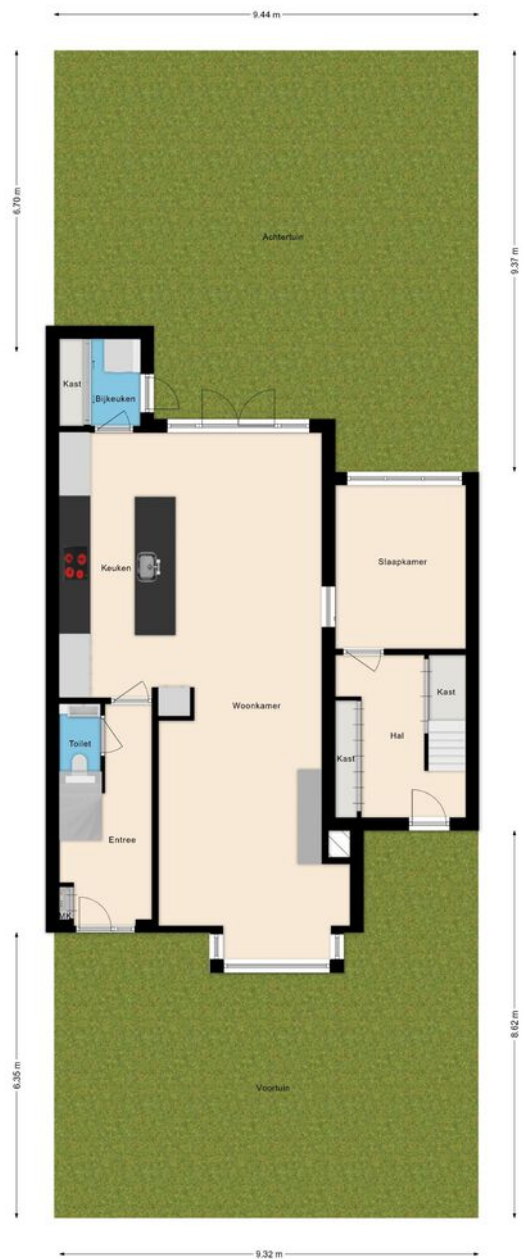 9.44 m
6.70 m
Achtertuin
9.37 m
Kast
Bijkeuken
Keuken
Slaapkamer
Woonkamer
Kast
Toilet
Hal
Kast
Entree
MK
6.35 m
8.62 m
Voortuin
9.32 m